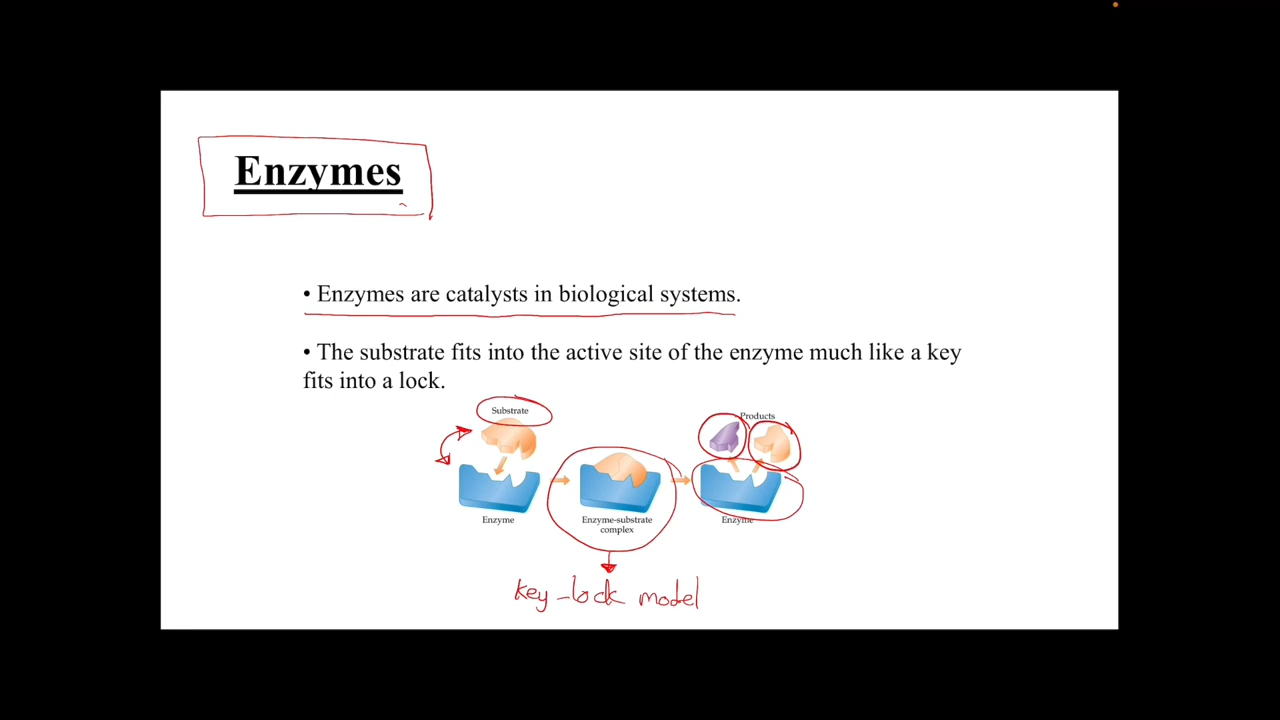 Enzymes
• Enzymes are catalysts in biological systems.
• The substrate fits into the active site of the enzyme much like a key
fits into a lock.
Substrate
Products
Enzyme
Enzyme-substrate
complex
Enzyme
key-lock model